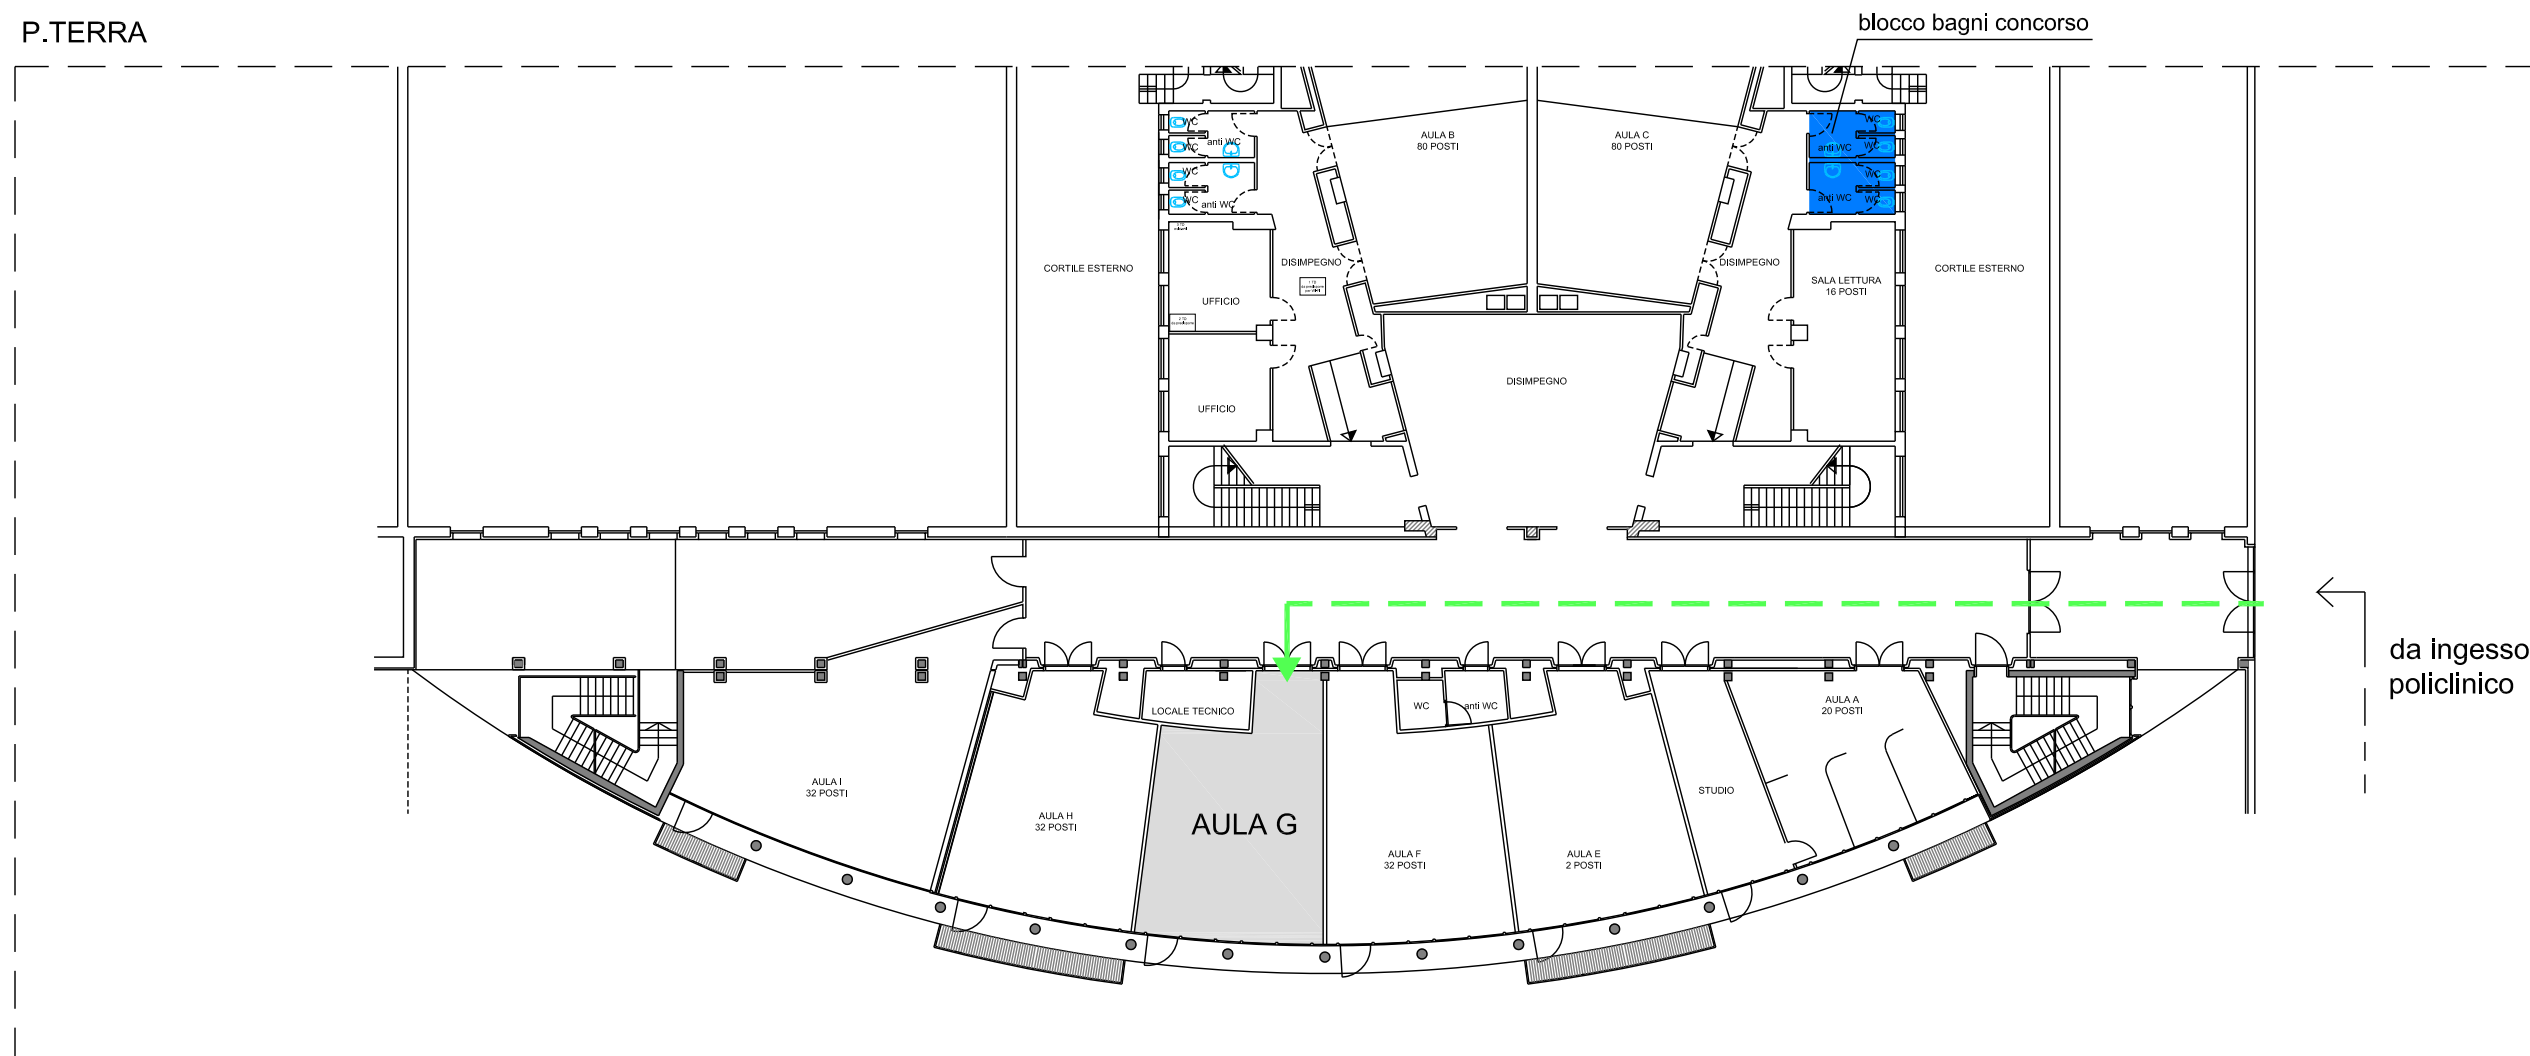 P.TERRA
blocco bagni concorso
WC
anti WC
WC
WC
WC
anti WC
AULA B
80 POSTI
AULA C
80 POSTI
WC
anti WC
WC
WC
anti WC
WC
CORTILE ESTERNO
DISIMPEGNO
UFFICIO
DISIMPEGNO
SALA LETTURA
16 POSTI
CORTILE ESTERNO
DISIMPEGNO
UFFICIO
da ingesso
policlinico
LOCALE TECNICO
WC
anti WC
AULA A
20 POSTI
AULA I
32 POSTI
AULA H
32 POSTI
AULA G
AULA F
32 POSTI
AULA E
2 POSTI
STUDIO